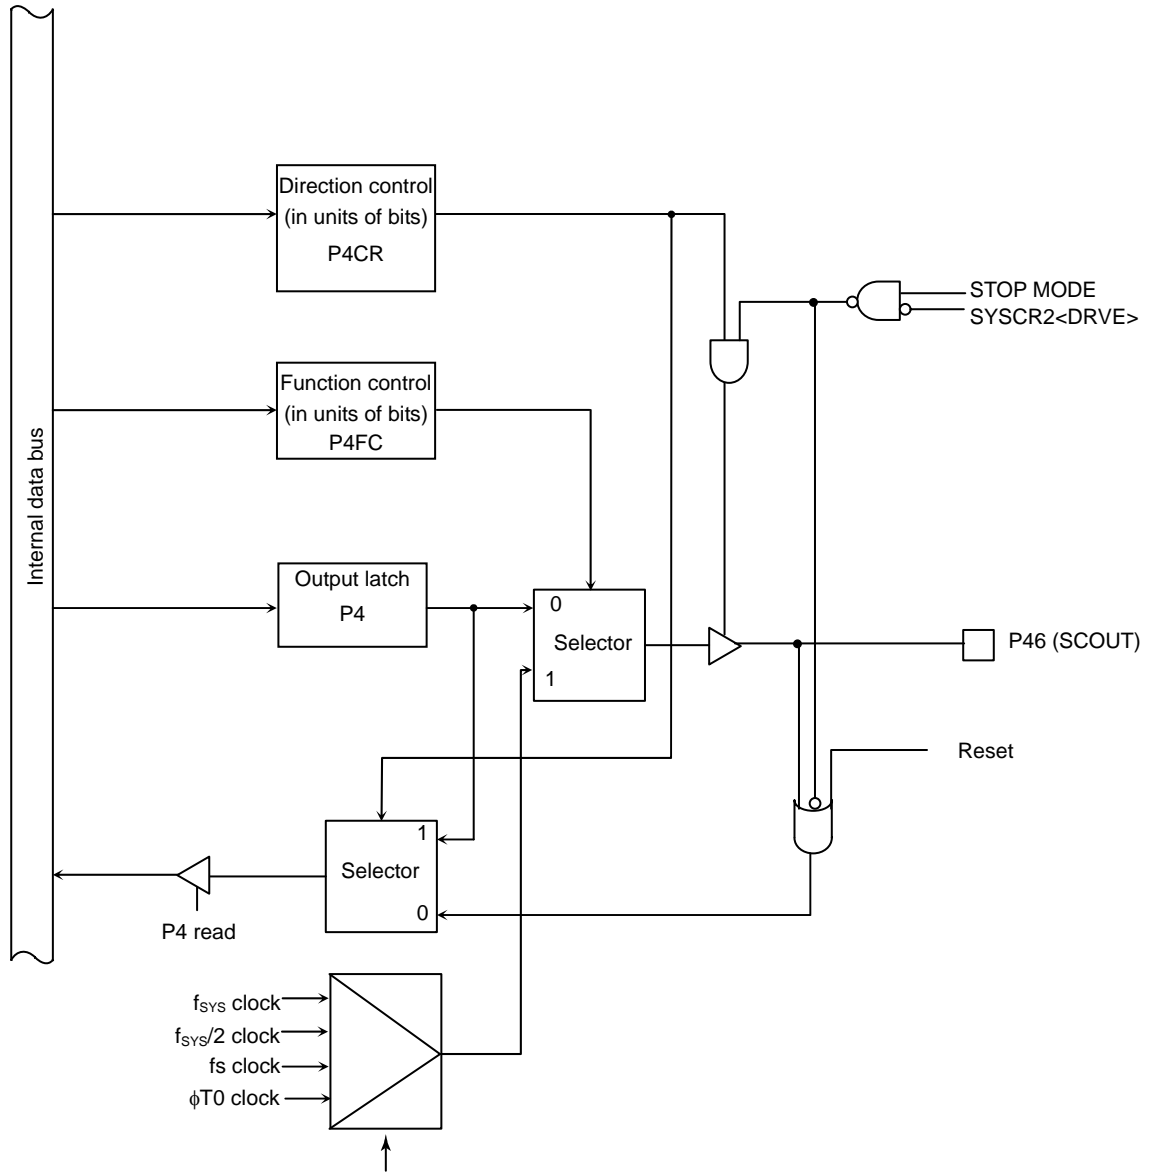 Direction control
(in units of bits)
P4CR
STOP MODE
SYSCR2<DRVE>
Function control
(in units of bits)
P4FC
Internal data bus
Output latch
P4
0
Selector
1
P46 (SCOUT)
Reset
1
Selector
0
P4 read
fSYS clock
fSYS/2 clock
fs clock
ϕT0 clock